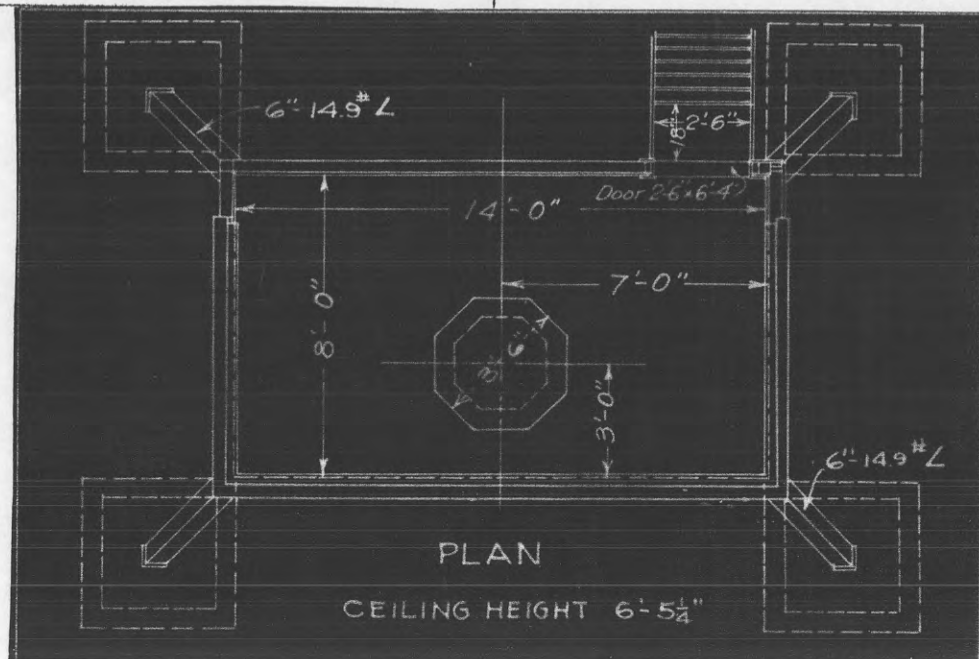 6"-14.9# L
2'-6"
18"
Door 2'-6"x6'-4"
14'-0"
7'-0"
8'-0"
6"
3'-0"
6"-14.9# L
PLAN
CEILING HEIGHT 6'-5¼"